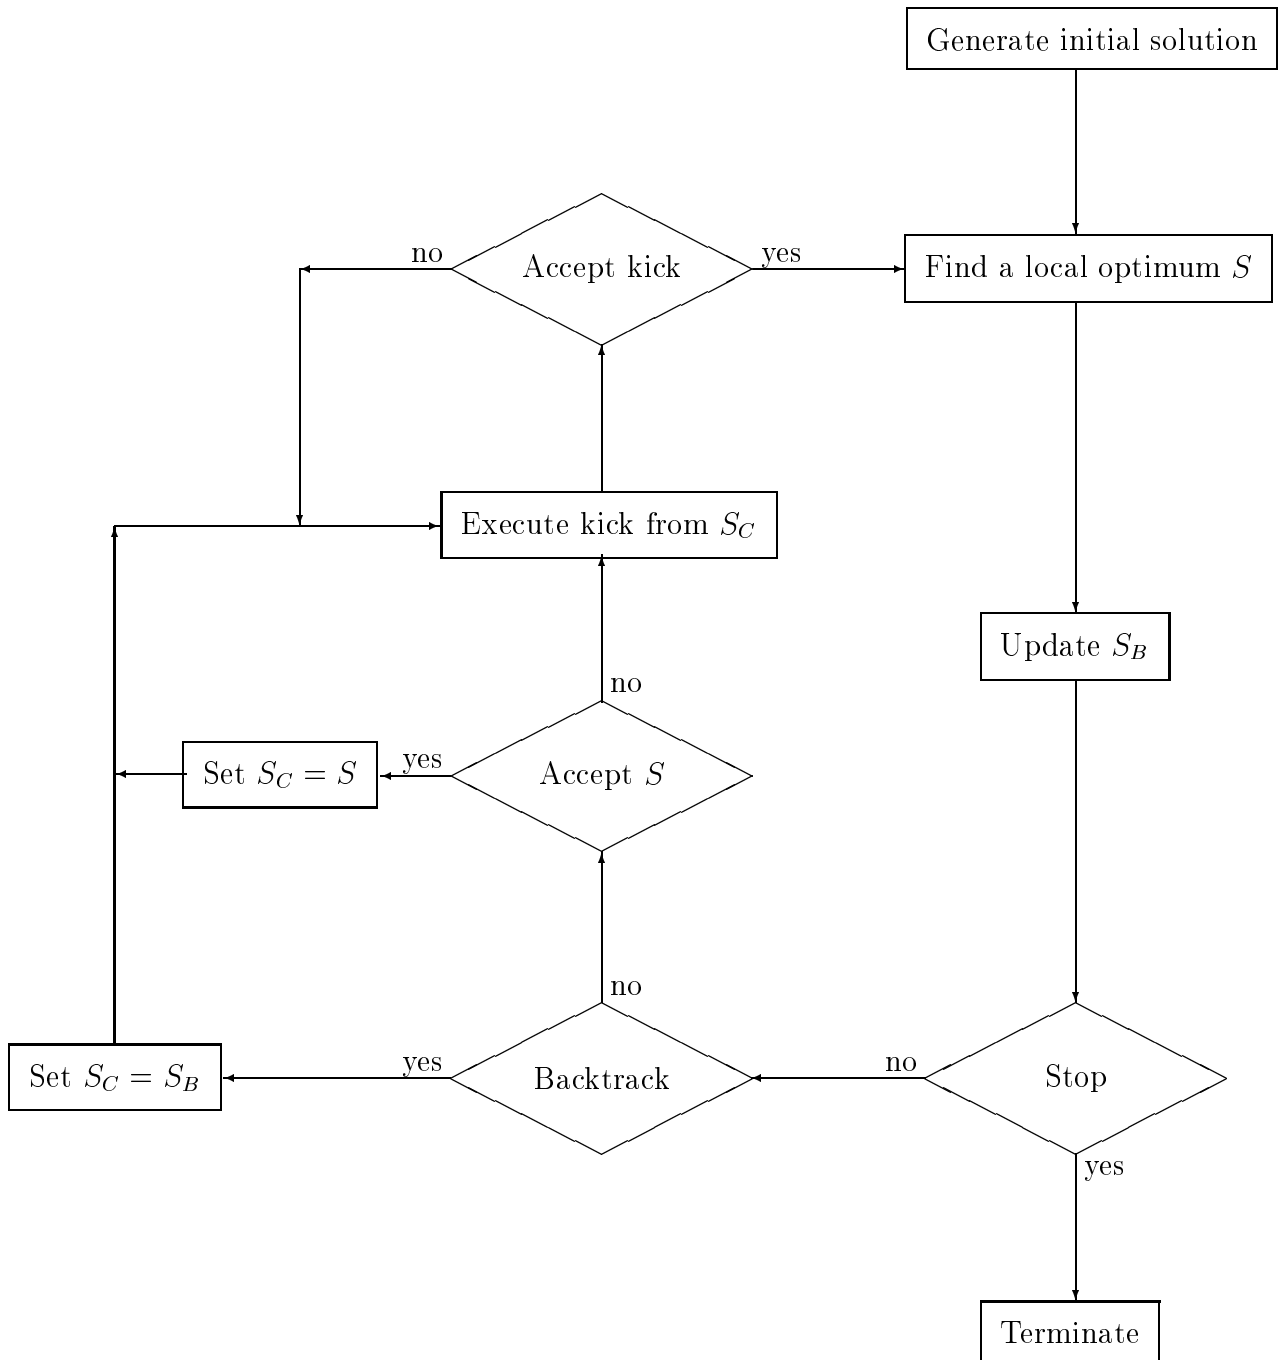 Generate initial solution
no
Accept kick
yes
Find a local optimum S
Execute kick from S_C
Update S_B
no
Set S_C = S
yes
Accept S
no
Set S_C = S_B
yes
Backtrack
no
Stop
yes
Terminate